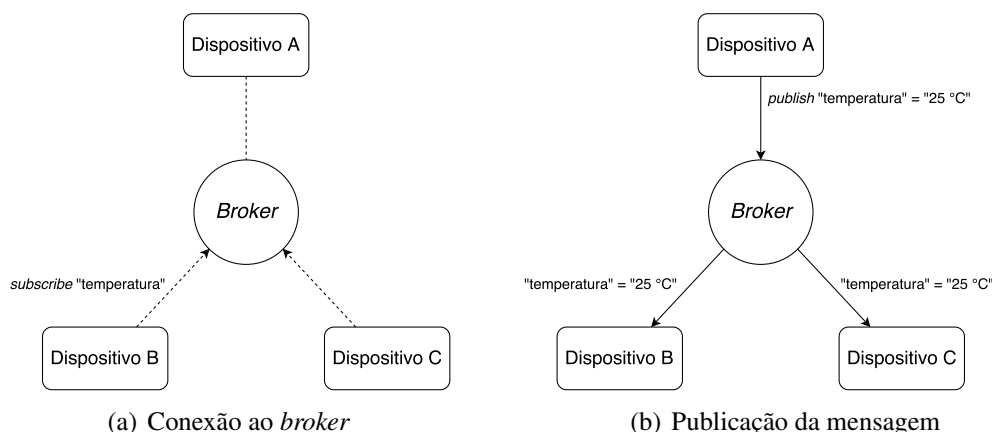 Dispositivo A
Broker
subscribe "temperatura"
Dispositivo B
Dispositivo C
(a) Conexão ao broker
Dispositivo A
publish "temperatura" = "25 °C"
Broker
"temperatura" = "25 °C"
"temperatura" = "25 °C"
Dispositivo B
Dispositivo C
(b) Publicação da mensagem